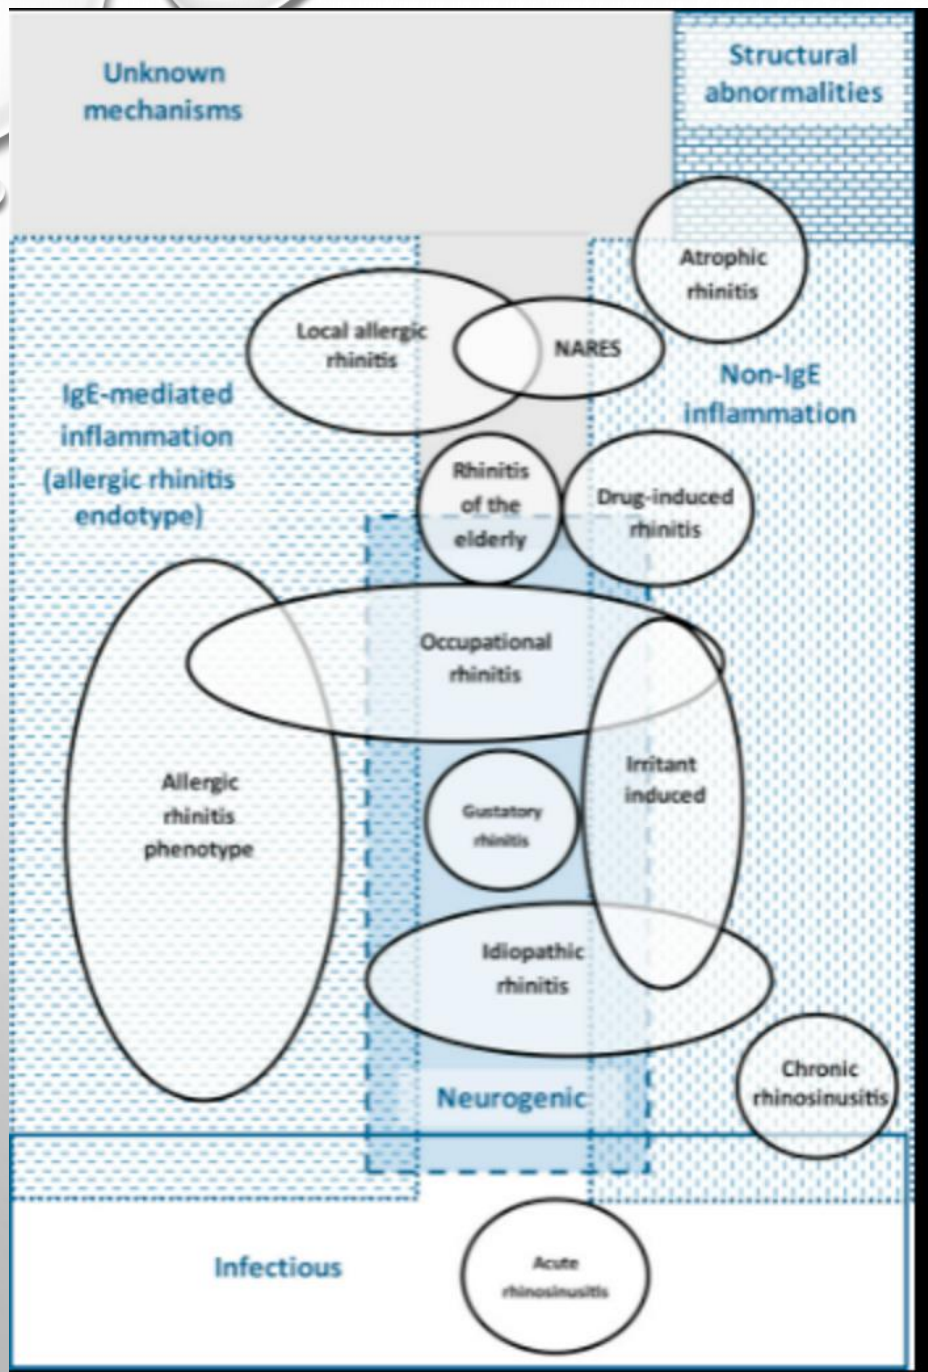 Unknown
mechanisms
Structural
abnormalities
Atrophic
rhinitis
Local allergic
rhinitis
NARES
Non-IgE
inflammation
IgE-mediated
inflammation
(allergic rhinitis
endotype)
Rhinitis
of the
elderly
Drug-induced
rhinitis
Occupational
rhinitis
Allergic
rhinitis
phenotype
Irritant
induced
Gustatory
rhinitis
Idiopathic
rhinitis
Chronic
rhinosinusitis
Neurogenic
Infectious
Acute
rhinosinusitis